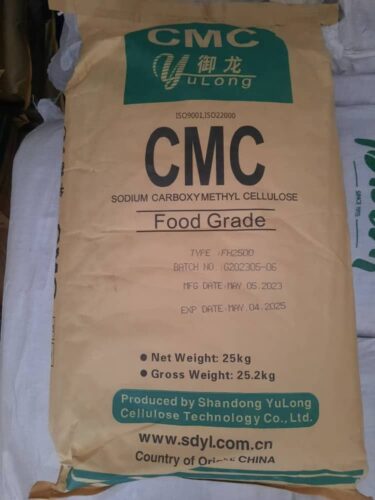 CMC
御龙
YuLong
ISO9001,ISO22000
CMC
SODIUM CARBOXYMETHYL CELLULOSE
Food Grade
TYPE :FH2500
BATCH NO: G202305-06
MFG DATE:MAY.05.2023
EXP DATE:MAY.04.2025
● Net Weight: 25kg
● Gross Weight: 25.2kg
Produced by Shandong YuLong
Cellulose Technology Co., Ltd.
www.sdyl.com.cn
Country of CHINA
SINCE